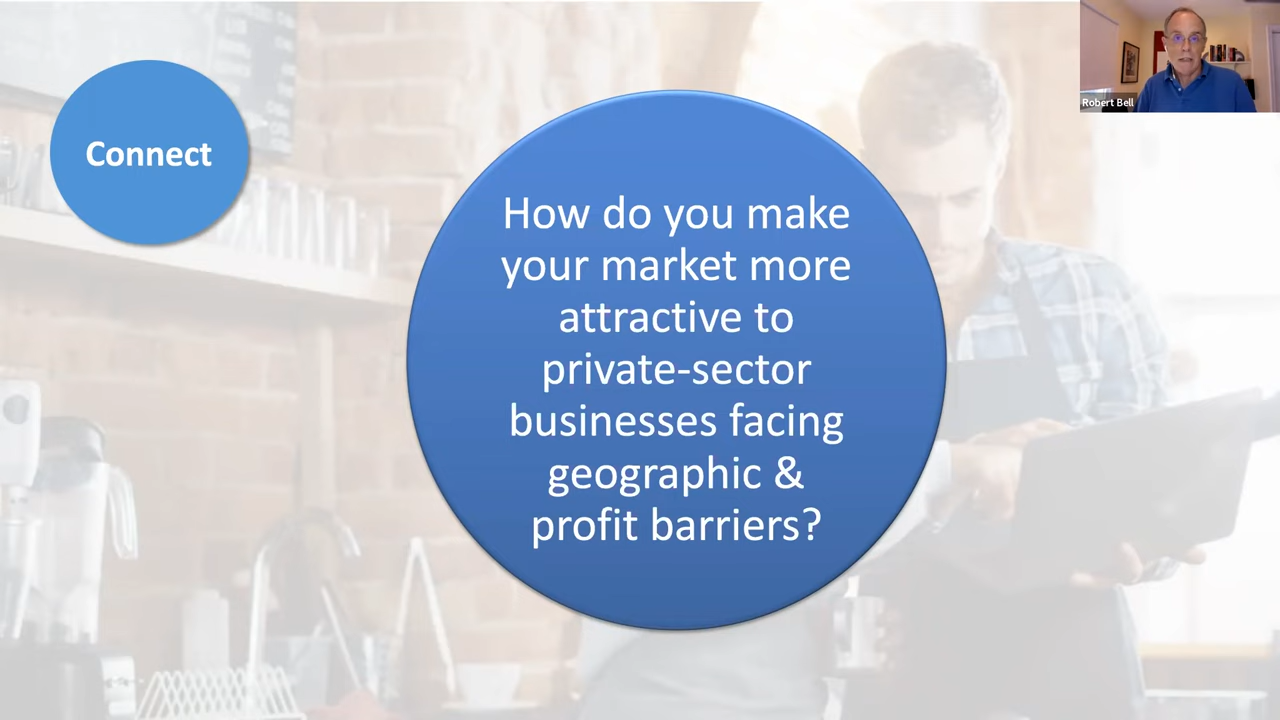 Connect
How do you make
your market more
attractive to
private-sector
businesses facing
geographic &
profit barriers?
Robert Bell